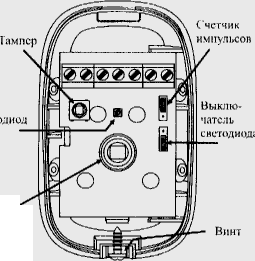 Счетчик
импульсов
Тампер
одиод
Выклю-
чатель
светодиода
Винт